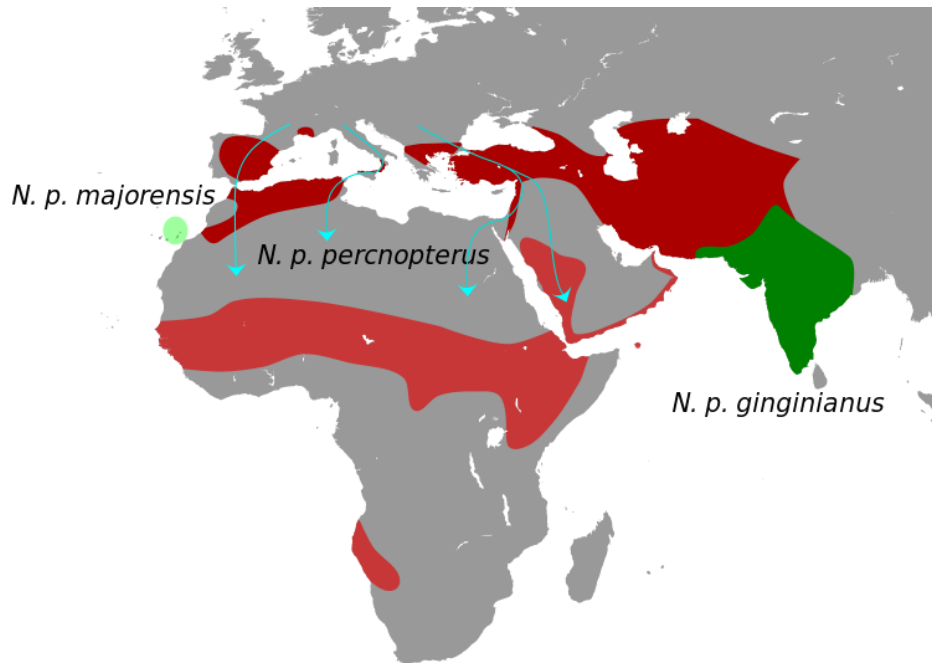 N. p. majorensis
N. p. percnopterus
N. p. ginginianus